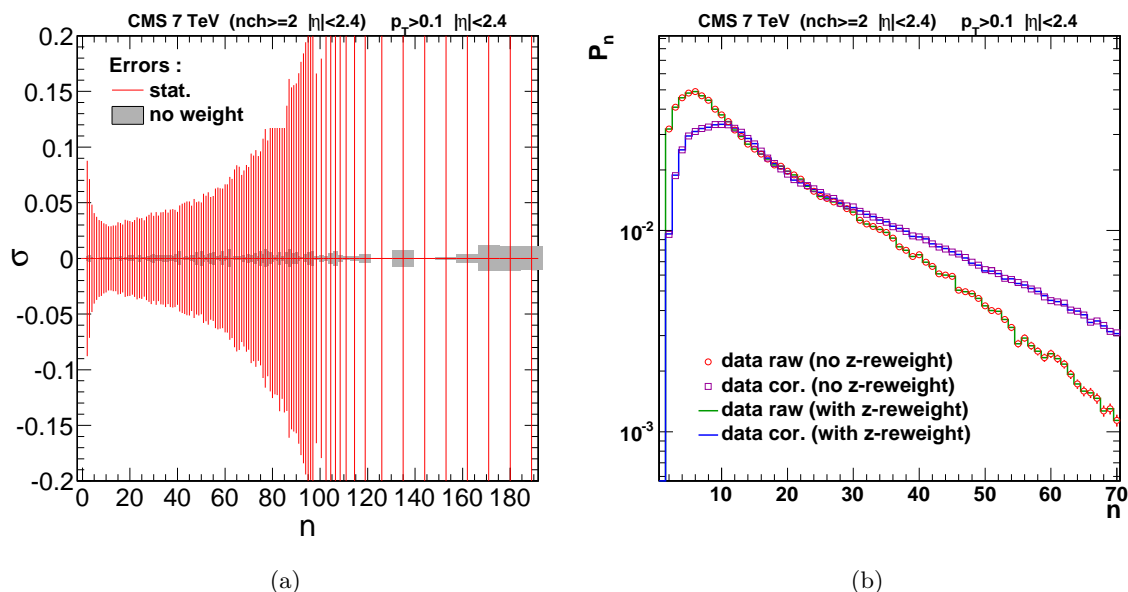 CMS 7 TeV (nch>=2 |η|<2.4) p_T>0.1 |η|<2.4
σ
0.2
0.15
0.1
0.05
0
-0.05
-0.1
-0.15
-0.2
Errors :
stat.
no weight
0 20 40 60 80 100 120 140 160 180
n
(a)
CMS 7 TeV (nch>=2 |η|<2.4) p_T>0.1 |η|<2.4
P_n
10^-2
10^-3
data raw (no z-reweight)
data cor. (no z-reweight)
data raw (with z-reweight)
data cor. (with z-reweight)
10 20 30 40 50 60 70
n
(b)